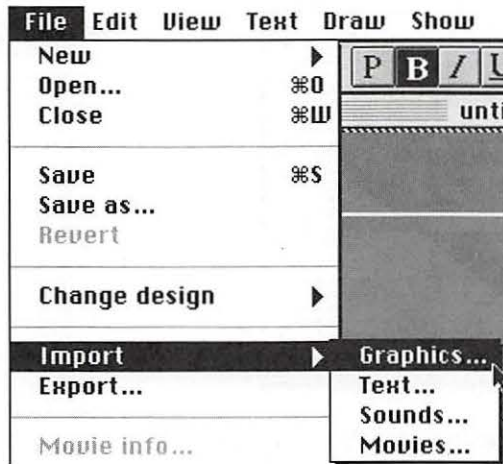 File Edit View Text Draw Show
New
Open... ⌘O
Close ⌘W
P B I U
unti
Save ⌘S
Save as...
Revert
Change design
Import
Export...
Movie info...
Graphics...
Text...
Sounds...
Movies...